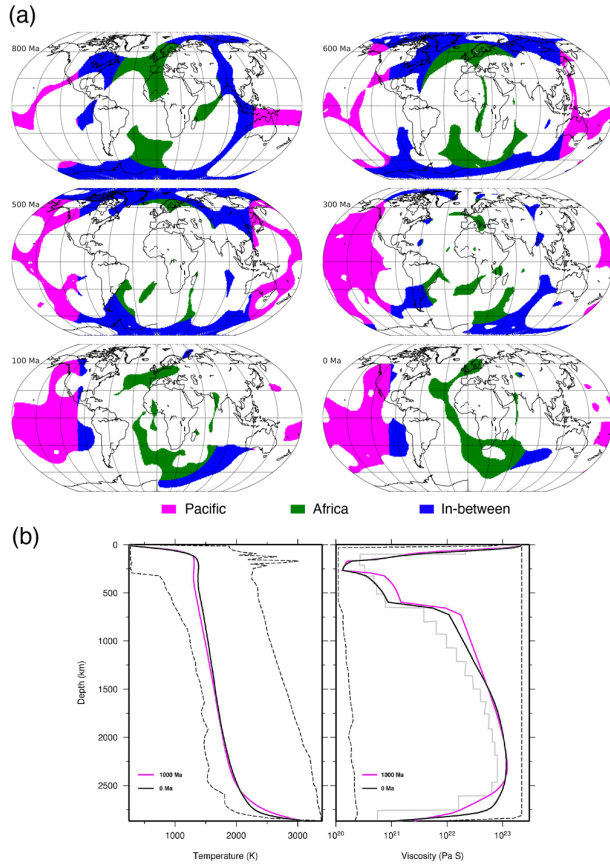 (a)
800 Ma
600 Ma
500 Ma
300 Ma
100 Ma
0 Ma
Pacific Africa In-between
(b)
0
500
1000
1500
2000
2500
Depth (km)
1000 Ma
0 Ma
1000 Ma
0 Ma
1000 2000 3000
10²⁰ 10²¹ 10²² 10²³
Temperature (K)
Viscosity (Pa S)